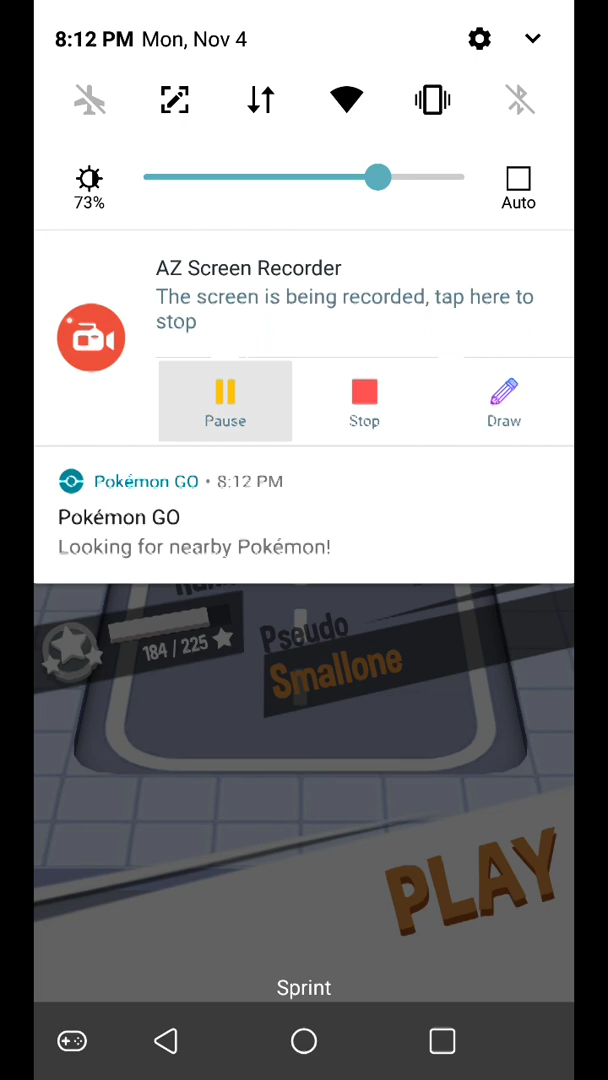 8:12 PM Mon, Nov 4
73%
Auto
AZ Screen Recorder
The screen is being recorded, tap here to
stop
Pause
Stop
Draw
Pokémon GO • 8:12 PM
Pokémon GO
Looking for nearby Pokémon!
184 / 225
Pseudo
Smallone
PLAY
Sprint